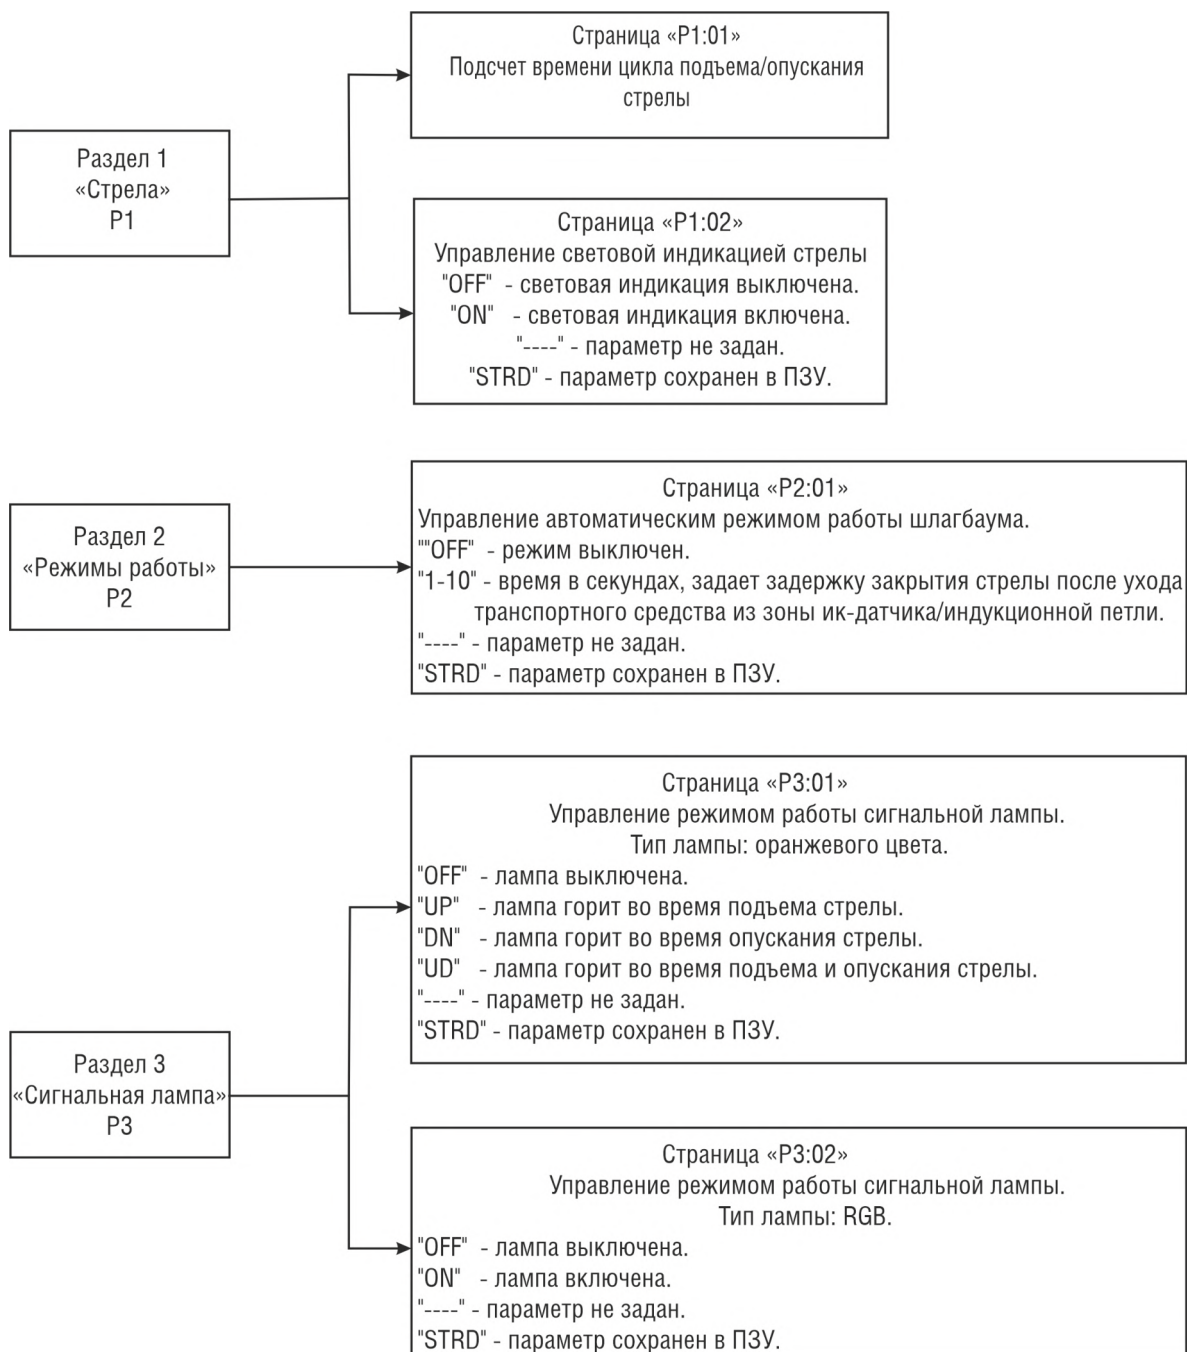 Страница «P1:01»
Подсчет времени цикла подъема/опускания
стрелы
Раздел 1
«Стрела»
P1
Страница «P1:02»
Управление световой индикацией стрелы
"OFF" - световая индикация выключена.
"ON" - световая индикация включена.
"----" - параметр не задан.
"STRD" - параметр сохранен в ПЗУ.
Раздел 2
«Режимы работы»
P2
Страница «P2:01»
Управление автоматическим режимом работы шлагбаума.
""OFF" - режим выключен.
"1-10" - время в секундах, задает задержку закрытия стрелы после ухода
транспортного средства из зоны ик-датчика/индукционной петли.
"----" - параметр не задан.
"STRD" - параметр сохранен в ПЗУ.
Раздел 3
«Сигнальная лампа»
P3
Страница «P3:01»
Управление режимом работы сигнальной лампы.
Тип лампы: оранжевого цвета.
"OFF" - лампа выключена.
"UP" - лампа горит во время подъема стрелы.
"DN" - лампа горит во время опускания стрелы.
"UD" - лампа горит во время подъема и опускания стрелы.
"----" - параметр не задан.
"STRD" - параметр сохранен в ПЗУ.
Страница «P3:02»
Управление режимом работы сигнальной лампы.
Тип лампы: RGB.
"OFF" - лампа выключена.
"ON" - лампа включена.
"----" - параметр не задан.
"STRD" - параметр сохранен в ПЗУ.